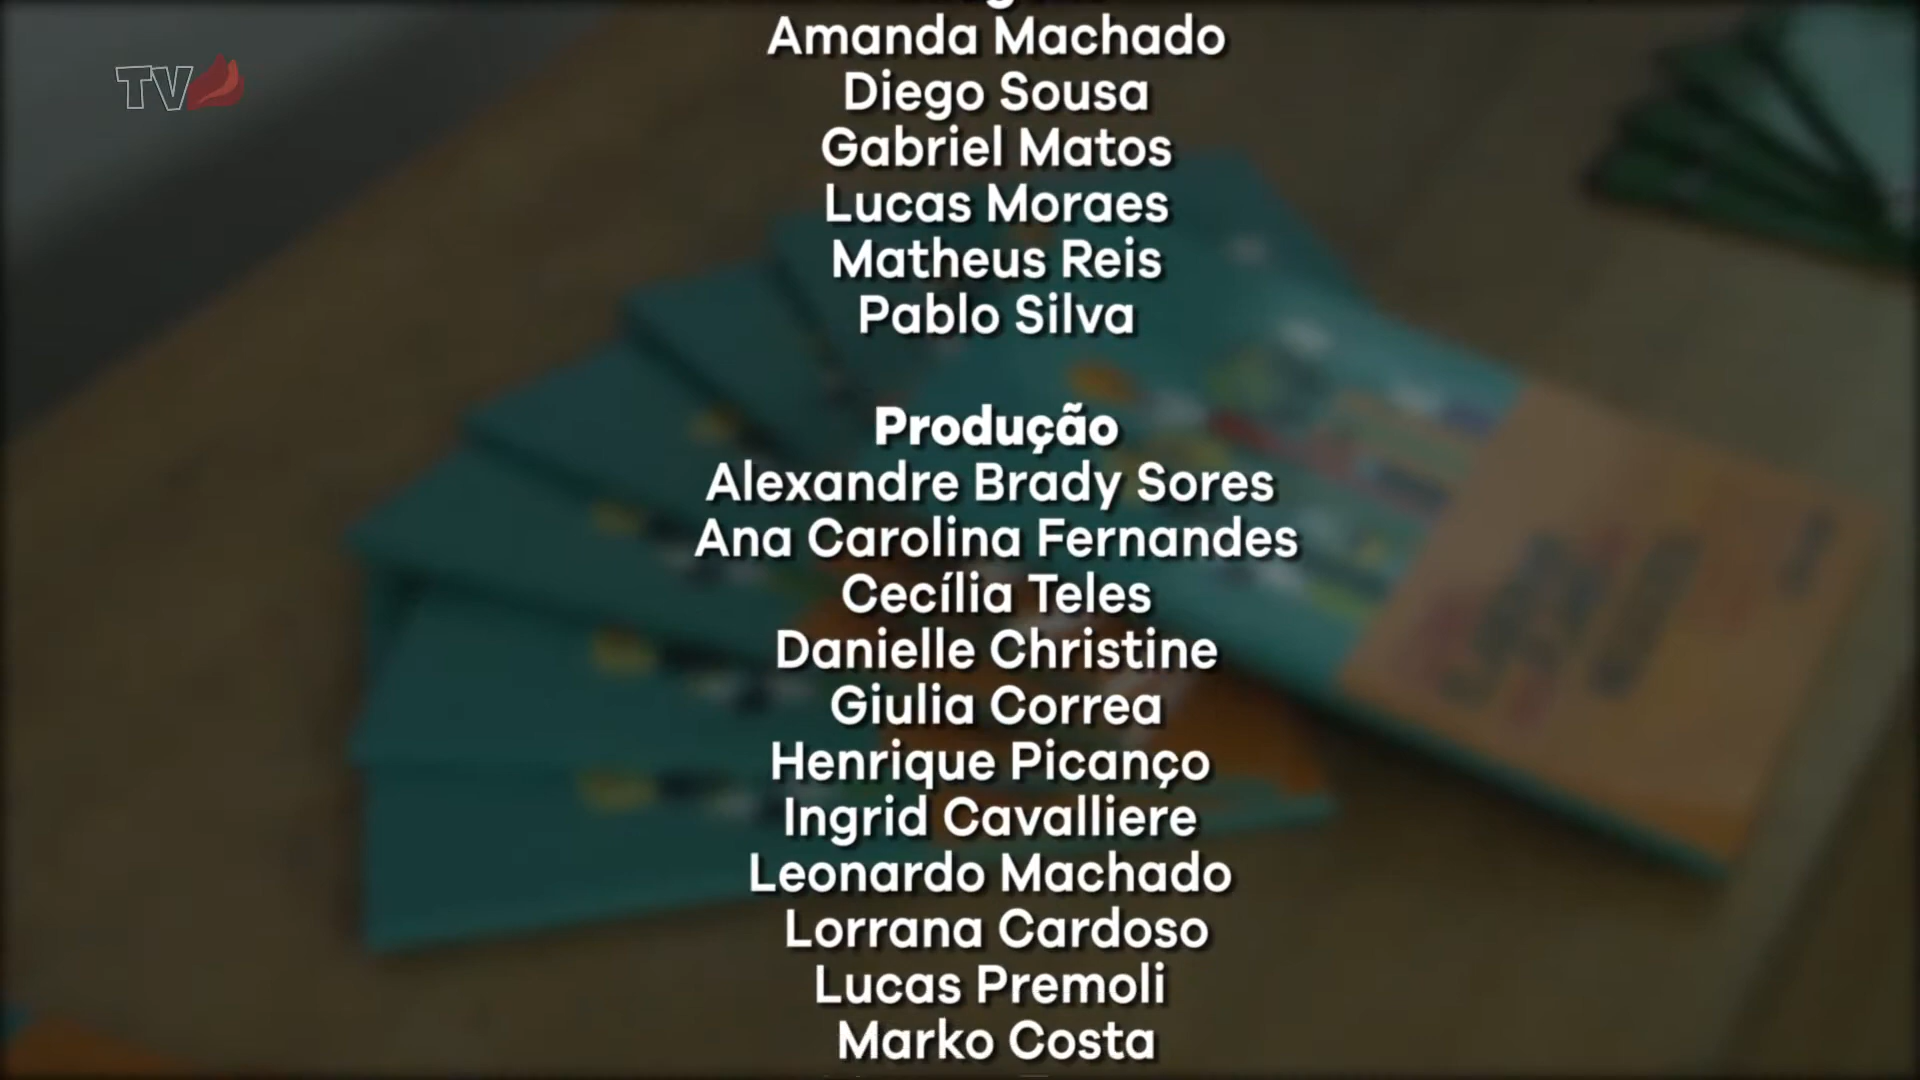 TV
Amanda Machado
Diego Sousa
Gabriel Matos
Lucas Moraes
Matheus Reis
Pablo Silva
Produção
Alexandre Brady Sores
Ana Carolina Fernandes
Cecília Teles
Danielle Christine
Giulia Correa
Henrique Picanço
Ingrid Cavalliere
Leonardo Machado
Lorrana Cardoso
Lucas Premoli
Marko Costa